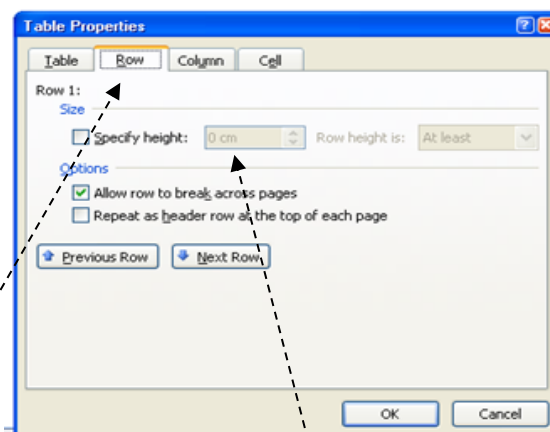 Table Properties
Table Row Column Cell
Row 1:
Size
Specify height: 0 cm Row height is: At least
Options
Allow row to break across pages
Repeat as header row at the top of each page
Previous Row Next Row
OK Cancel